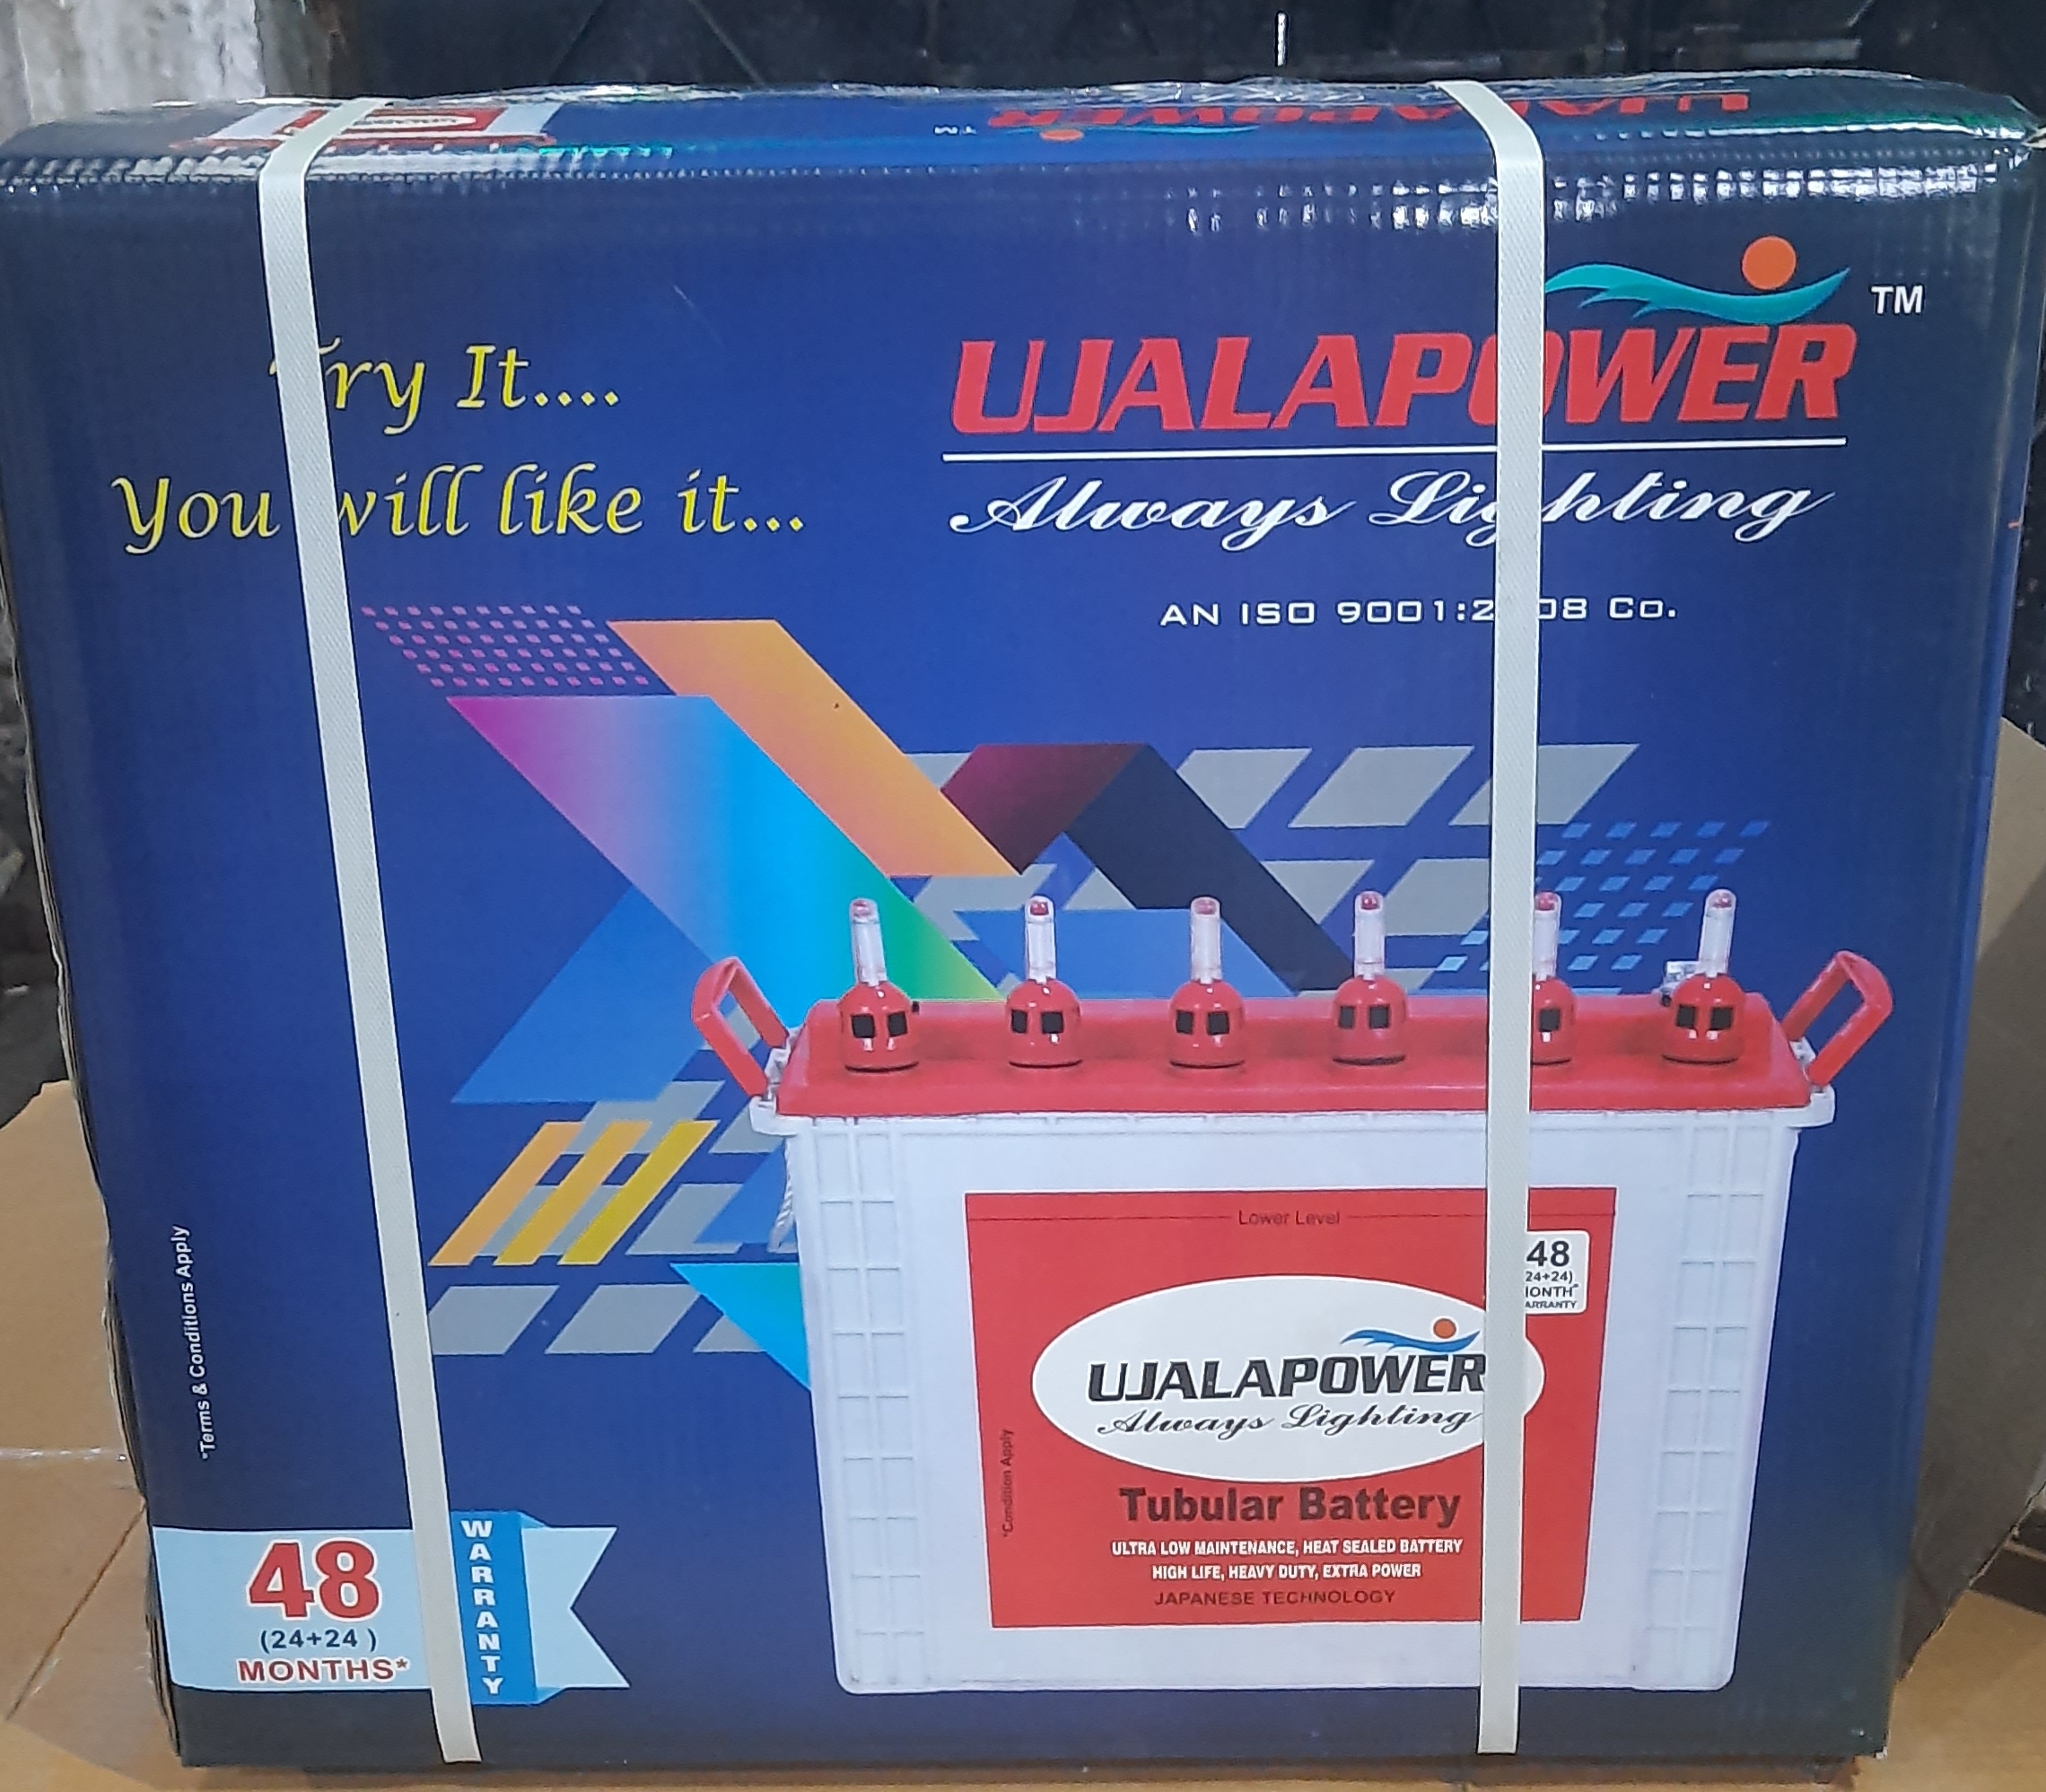 UJALAPOWER
TM
Try It....
You will like it...
UJALAPOWER TM
Always Lighting
AN ISO 9001:2008 Co.
Lower Level
48
(24+24)
MONTH*
WARRANTY
UJALAPOWER
Always Lighting
*Condition Apply
Tubular Battery
ULTRA LOW MAINTENANCE, HEAT SEALED BATTERY
HIGH LIFE, HEAVY DUTY, EXTRA POWER
JAPANESE TECHNOLOGY
*Terms & Conditions Apply
48
(24+24 )
MONTHS*
WARRANTY